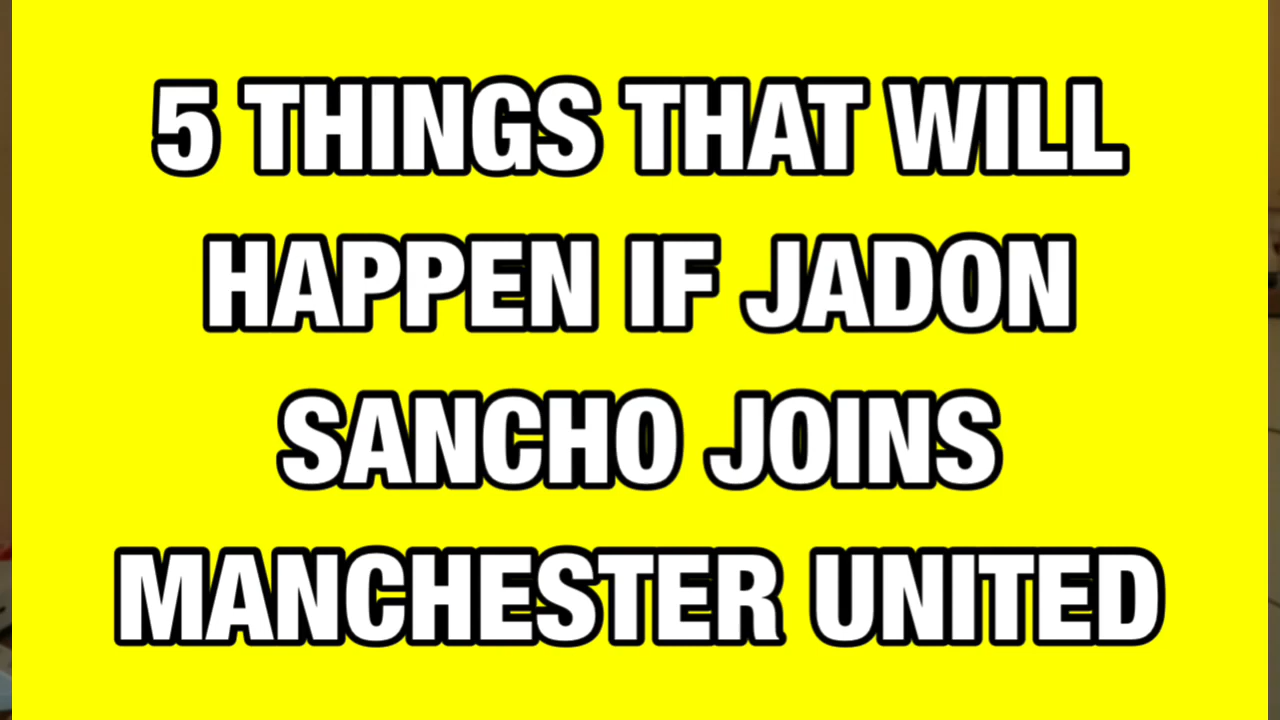 5 THINGS THAT WILL
HAPPEN IF JADON
SANCHO JOINS
MANCHESTER UNITED